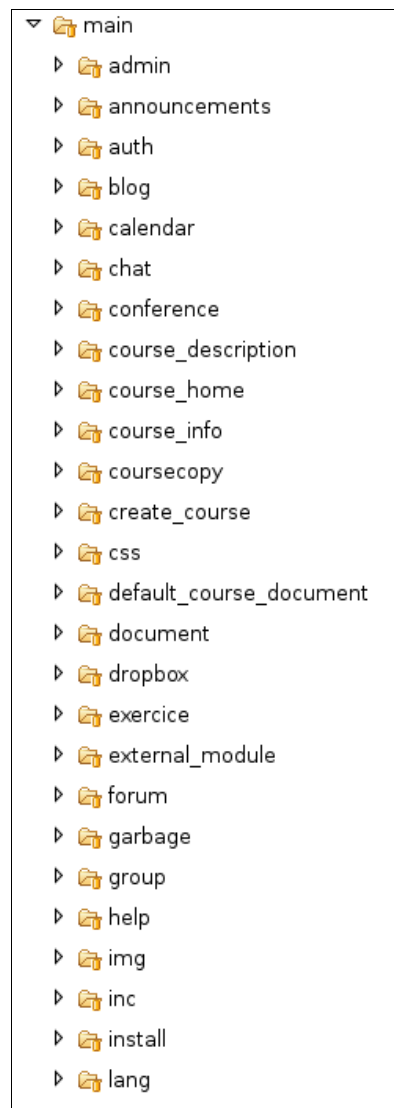 main
admin
announcements
auth
blog
calendar
chat
conference
course_description
course_home
course_info
coursecopy
create_course
css
default_course_document
document
dropbox
exercice
external_module
forum
garbage
group
help
img
inc
install
lang